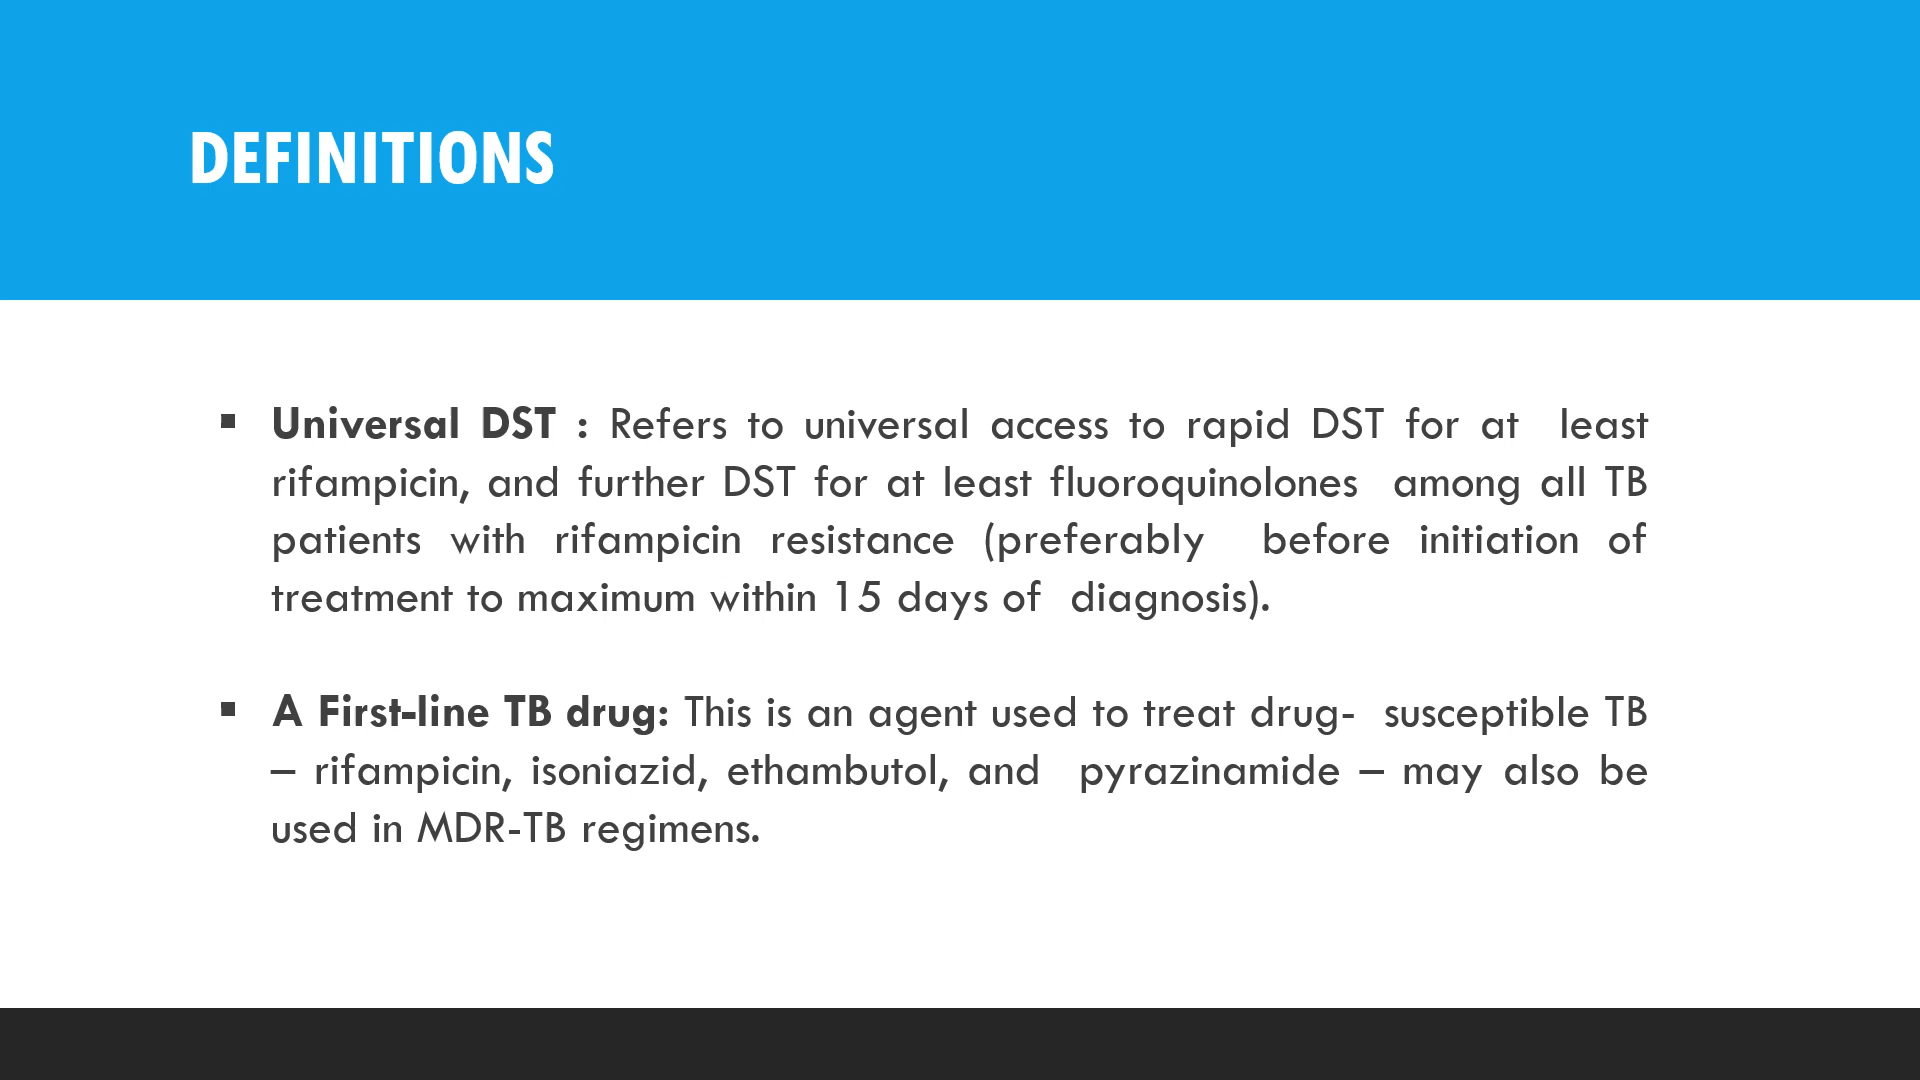 DEFINITIONS
▪ Universal DST : Refers to universal access to rapid DST for at least
rifampicin, and further DST for at least fluoroquinolones among all TB
patients with rifampicin resistance (preferably before initiation of
treatment to maximum within 15 days of diagnosis).
▪ A First-line TB drug: This is an agent used to treat drug- susceptible TB
– rifampicin, isoniazid, ethambutol, and pyrazinamide – may also be
used in MDR-TB regimens.